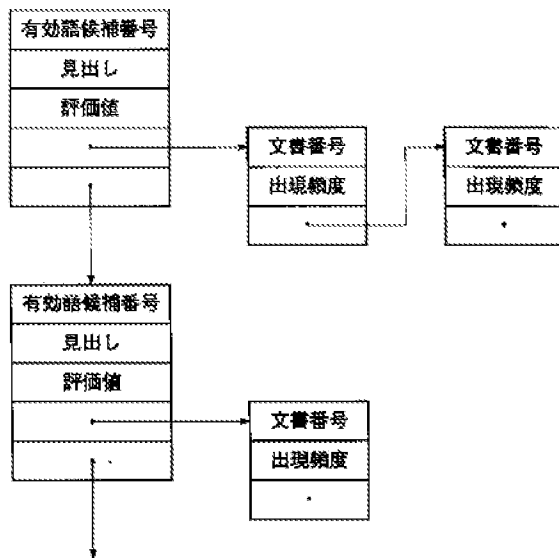 有効語候補番号
見出し
評価値
文書番号
出現頻度
文書番号
出現頻度
有効語候補番号
見出し
評価値
文書番号
出現頻度